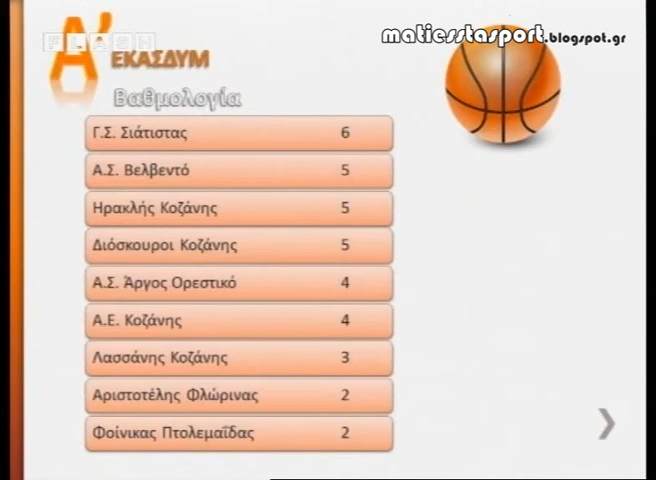 matiesstasport.blogspot.gr
FLASH
Α'
ΕΚΑΣΔΥΜ
Βαθμολογία
Γ.Σ. Σιάτιστας 6
Α.Σ. Βελβεντό 5
Ηρακλής Κοζάνης 5
Διόσκουροι Κοζάνης 5
Α.Σ. Άργος Ορεστικό 4
Α.Ε. Κοζάνης 4
Λασσάνης Κοζάνης 3
Αριστοτέλης Φλώρινας 2
Φοίνικας Πτολεμαΐδας 2